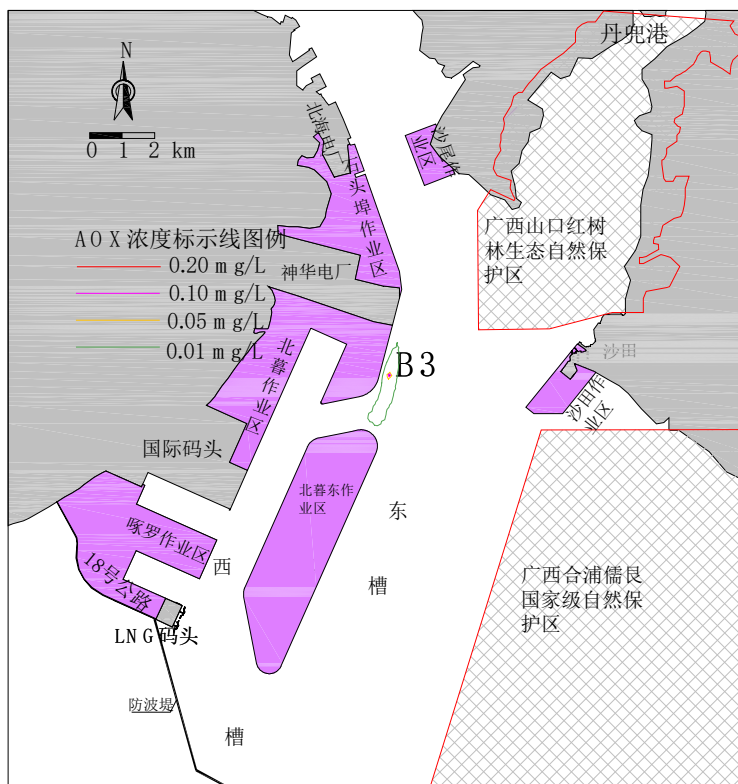 丹兜港
N
0 1 2 km
北海电厂
石头埠作业区
沙尾作
业区
广西山口红树
林生态自然保
护区
AOX浓度标示线图例
0.20 mg/L
0.10 mg/L
0.05 mg/L
0.01 mg/L
神华电厂
B3
北暮作业区
沙田
沙田作
业区
国际码头
北暮东作
业区
东
槽
啄罗作业区
西
槽
18号公路
LNG码头
广西合浦儒艮
国家级自然保
护区
防波堤